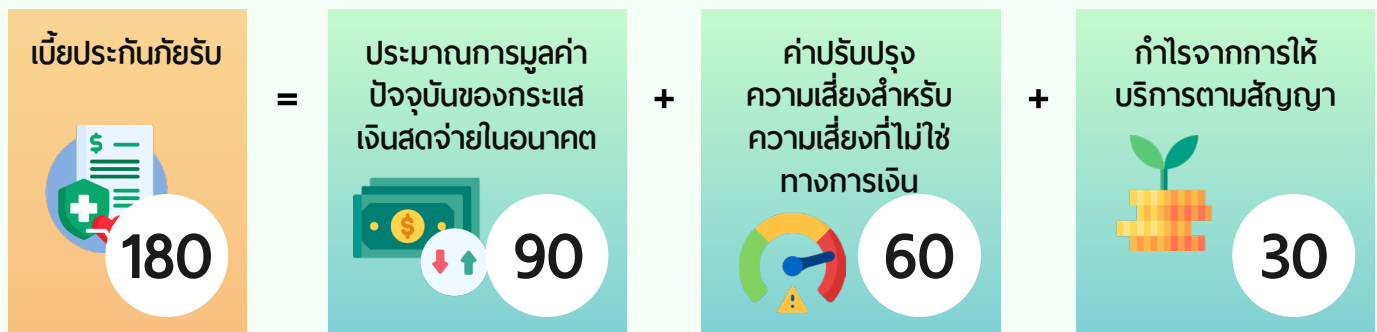 เบี้ยประกันภัยรับ
180
=
ประมาณการมูลค่า
ปัจจุบันของกระแส
เงินสดจ่ายในอนาคต
$
90
+
ค่าปรับปรุง
ความเสี่ยงสำหรับ
ความเสี่ยงที่ไม่ใช่
ทางการเงิน
60
+
กำไรจากการให้
บริการตามสัญญา
30